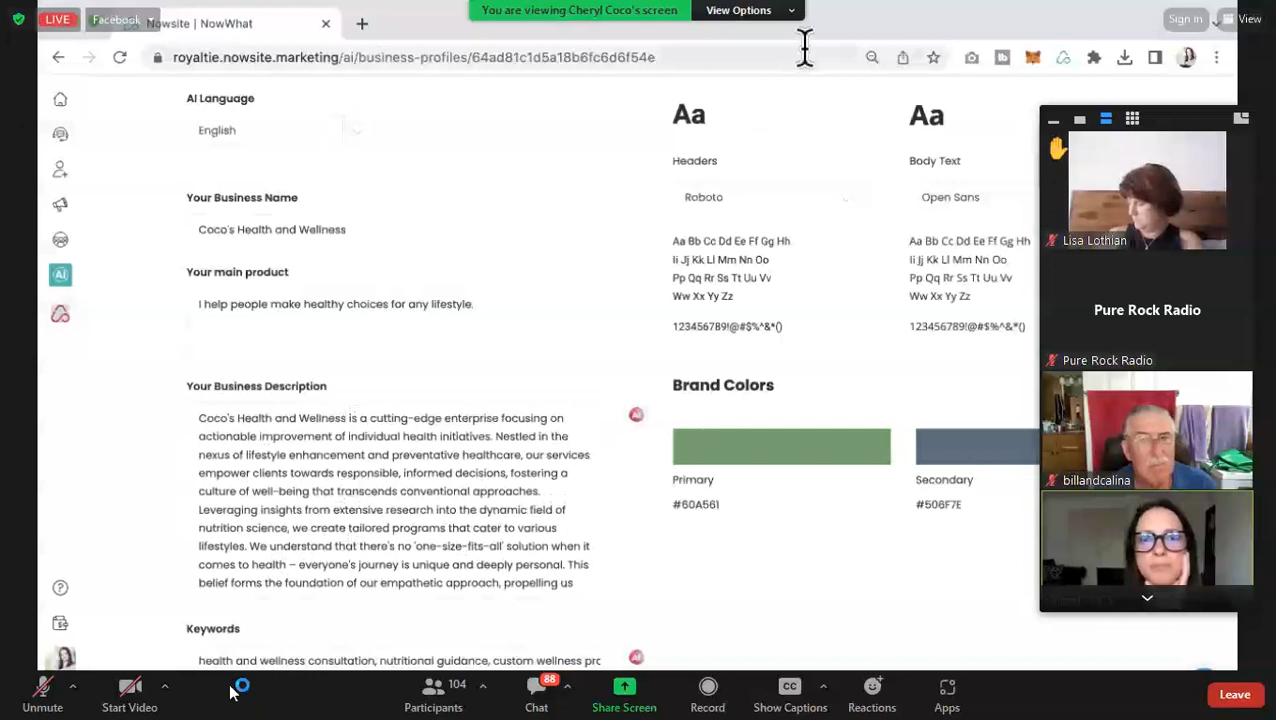 LIVE
Facebook
Nowsite | NowWhat
You are viewing Cheryl Coco's screen
View Options
Sign in
View
royaltie.nowsite.marketing/ai/business-profiles/64ad81c1d5a18b6fc6d6f54e
AI Language
English
Your Business Name
Coco's Health and Wellness
Your main product
I help people make healthy choices for any lifestyle.
Your Business Description
Coco's Health and Wellness is a cutting-edge enterprise focusing on
actionable improvement of individual health initiatives. Nestled in the
nexus of lifestyle enhancement and preventative healthcare, our services
empower clients towards responsible, informed decisions, fostering a
culture of well-being that transcends conventional approaches.
Leveraging insights from extensive research into the dynamic field of
nutrition science, we create tailored programs that cater to various
lifestyles. We understand that there's no 'one-size-fits-all' solution when it
comes to health – everyone's journey is unique and deeply personal. This
belief forms the foundation of our empathetic approach, propelling us
Keywords
health and wellness consultation, nutritional guidance, custom wellness pro
AI
Aa
Headers
Roboto
Aa Bb Cc Dd Ee Ff Gg Hh
Ii Jj Kk Ll Mm Nn Oo
Pp Qq Rr Ss Tt Uu Vv
Ww Xx Yy Zz
123456789!@#$%^&*()
Aa
Body Text
Open Sans
Aa Bb Cc Dd Ee Ff Gg Hh
Ii Jj Kk Ll Mm Nn Oo
Pp Qq Rr Ss Tt Uu Vv
Ww Xx Yy Zz
123456789!@#$%^&*()
Brand Colors
Primary
#60A561
Secondary
#506F7E
Lisa Lothian
Pure Rock Radio
Pure Rock Radio
billandcalina
Unmute
Start Video
104
Participants
88
Chat
Share Screen
Record
CC
Show Captions
Reactions
Apps
Leave